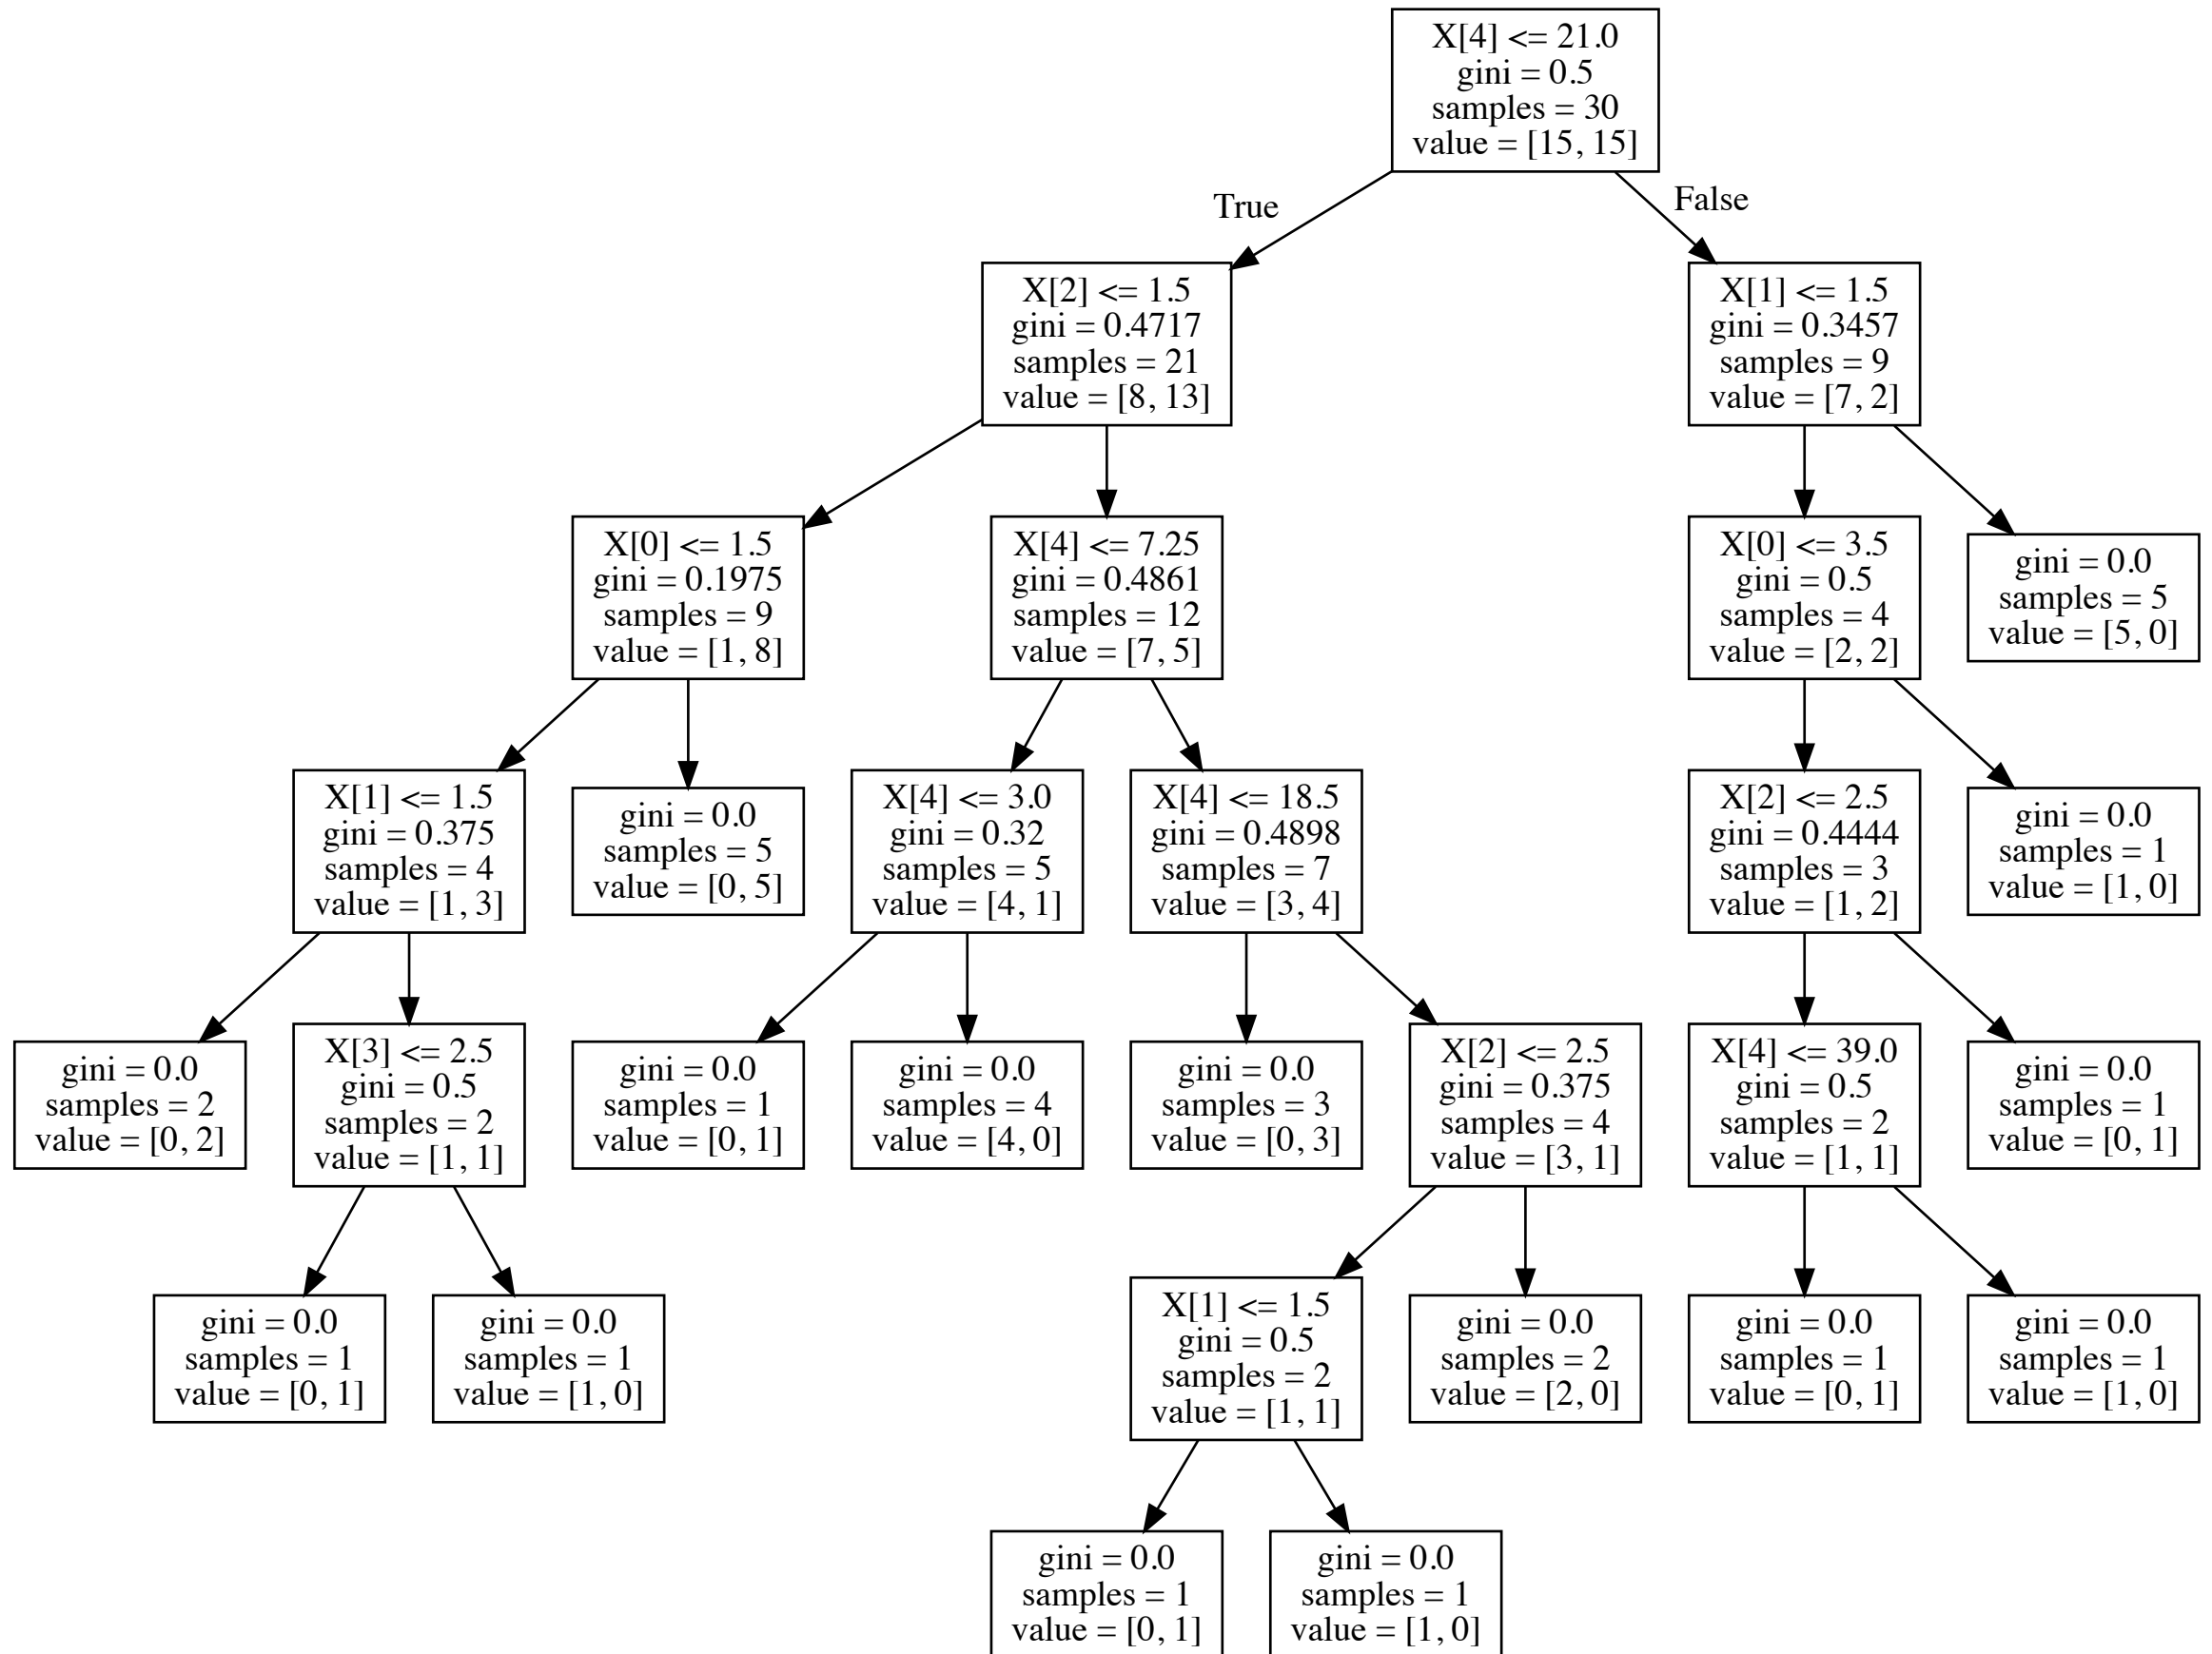 X[4] <= 21.0
gini = 0.5
samples = 30
value = [15, 15]
True
False
X[2] <= 1.5
gini = 0.4717
samples = 21
value = [8, 13]
X[1] <= 1.5
gini = 0.3457
samples = 9
value = [7, 2]
X[0] <= 1.5
gini = 0.1975
samples = 9
value = [1, 8]
X[4] <= 7.25
gini = 0.4861
samples = 12
value = [7, 5]
X[0] <= 3.5
gini = 0.5
samples = 4
value = [2, 2]
gini = 0.0
samples = 5
value = [5, 0]
X[1] <= 1.5
gini = 0.375
samples = 4
value = [1, 3]
gini = 0.0
samples = 5
value = [0, 5]
X[4] <= 3.0
gini = 0.32
samples = 5
value = [4, 1]
X[4] <= 18.5
gini = 0.4898
samples = 7
value = [3, 4]
X[2] <= 2.5
gini = 0.4444
samples = 3
value = [1, 2]
gini = 0.0
samples = 1
value = [1, 0]
gini = 0.0
samples = 2
value = [0, 2]
X[3] <= 2.5
gini = 0.5
samples = 2
value = [1, 1]
gini = 0.0
samples = 1
value = [0, 1]
gini = 0.0
samples = 4
value = [4, 0]
gini = 0.0
samples = 3
value = [0, 3]
X[2] <= 2.5
gini = 0.375
samples = 4
value = [3, 1]
X[4] <= 39.0
gini = 0.5
samples = 2
value = [1, 1]
gini = 0.0
samples = 1
value = [0, 1]
gini = 0.0
samples = 1
value = [0, 1]
gini = 0.0
samples = 1
value = [1, 0]
X[1] <= 1.5
gini = 0.5
samples = 2
value = [1, 1]
gini = 0.0
samples = 2
value = [2, 0]
gini = 0.0
samples = 1
value = [0, 1]
gini = 0.0
samples = 1
value = [1, 0]
gini = 0.0
samples = 1
value = [0, 1]
gini = 0.0
samples = 1
value = [1, 0]